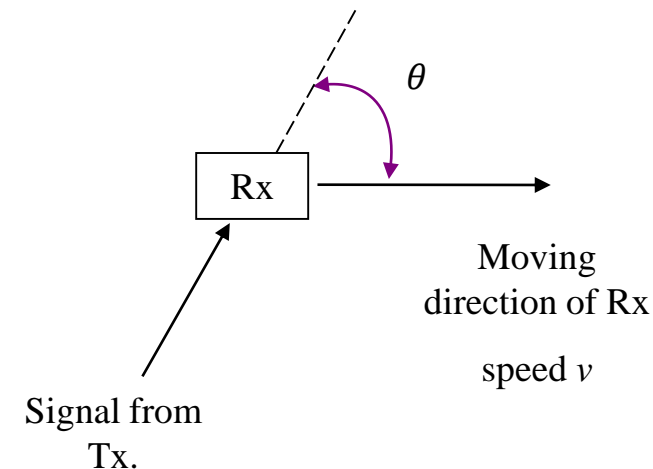 θ
Rx
Moving
direction of Rx
speed v
Signal from
Tx.